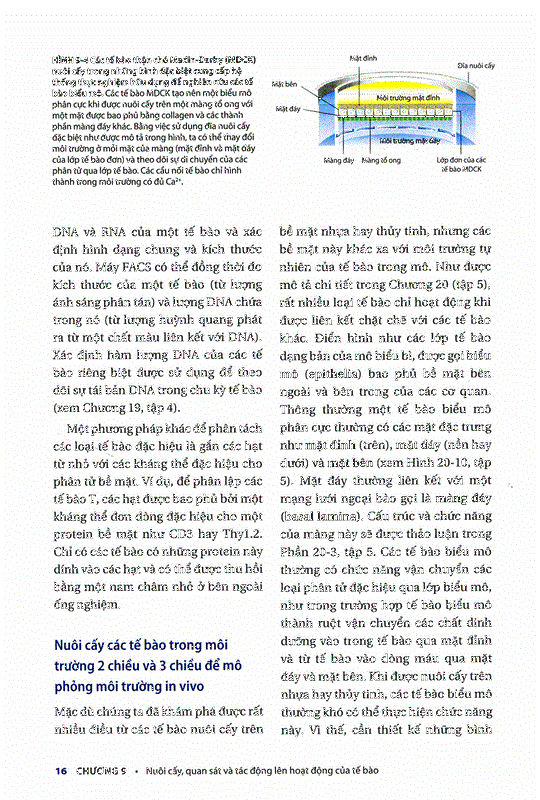 HÌNH 9-4 Các tế bào thận chó Madin-Darby (MDCK)
nuôi cấy trong những bình đặc biệt cung cấp hệ
thống thực nghiệm hữu dụng để nghiên cứu các tế
bào biểu mô. Các tế bào MDCK tạo nên một biểu mô
phân cực khi được nuôi cấy trên một màng tổ ong với
một mặt được bao phủ bằng collagen và các thành
phần màng đáy khác. Bằng việc sử dụng đĩa nuôi cấy
đặc biệt như được mô tả trong hình, ta có thể thay đổi
môi trường ở mỗi mặt của màng (mặt đỉnh và mặt đáy
của lớp tế bào đơn) và theo dõi sự di chuyển của các
phân tử qua lớp tế bào. Các cầu nối tế bào chỉ hình
thành trong môi trường có đủ Ca²⁺.
Mặt đỉnh
Đĩa nuôi cấy
Mặt bên
Môi trường mặt đỉnh
Mặt đáy
Môi trường mặt đáy
Màng đáy
Màng tổ ong
Lớp đơn của các
tế bào MDCK
DNA và RNA của một tế bào và xác
định hình dạng chung và kích thước
của nó. Máy FACS có thể đồng thời đo
kích thước của một tế bào (từ lượng
ánh sáng phân tán) và lượng DNA chứa
trong nó (từ lượng huỳnh quang phát
ra từ một chất màu liên kết với DNA).
Xác định hàm lượng DNA của các tế
bào riêng biệt được sử dụng để theo
dõi sự tái bản DNA trong chu kỳ tế bào
(xem Chương 19, tập 4).
Một phương pháp khác để phân tách
các loại tế bào đặc hiệu là gắn các hạt
từ nhỏ với các kháng thể đặc hiệu cho
phân tử bề mặt. Ví dụ, để phân lập các
tế bào T, các hạt được bao phủ bởi một
kháng thể đơn dòng đặc hiệu cho một
protein bề mặt như CD3 hay Thy1.2.
Chỉ có các tế bào có những protein này
dính vào các hạt và có thể được thu hồi
bằng một nam châm nhỏ ở bên ngoài
ống nghiệm.
Nuôi cấy các tế bào trong môi
trường 2 chiều và 3 chiều để mô
phỏng môi trường in vivo
Mặc dù chúng ta đã khám phá được rất
nhiều điều từ các tế bào nuôi cấy trên
bề mặt nhựa hay thủy tinh, nhưng các
bề mặt này khác xa với môi trường tự
nhiên của tế bào trong mô. Như được
mô tả chi tiết trong Chương 20 (tập 5),
rất nhiều loại tế bào chỉ hoạt động khi
được liên kết chặt chẽ với các tế bào
khác. Điển hình như các lớp tế bào
dạng bản của mô biểu bì, được gọi biểu
mô (epithelia) bao phủ bề mặt bên
ngoài và bên trong của các cơ quan.
Thông thường một tế bào biểu mô
phân cực thường có các mặt đặc trưng
như mặt đỉnh (trên), mặt đáy (nền hay
dưới) và mặt bên (xem Hình 20-10, tập
5). Mặt đáy thường liên kết với một
mạng lưới ngoại bào gọi là màng đáy
(basal lamina). Cấu trúc và chức năng
của màng này sẽ được thảo luận trong
Phần 20-3, tập 5. Các tế bào biểu mô
thường có chức năng vận chuyển các
loại phân tử đặc hiệu qua lớp biểu mô,
như trong trường hợp tế bào biểu mô
thành ruột vận chuyển các chất dinh
dưỡng vào trong tế bào qua mặt đỉnh
và từ tế bào vào dòng máu qua mặt
đáy và mặt bên. Khi được nuôi cấy trên
nhựa hay thủy tinh, các tế bào biểu mô
thường khó có thể thực hiện chức năng
này. Vì thế, cần thiết kế những bình
16 CHƯƠNG 9 • Nuôi cấy, quan sát và tác động lên hoạt động của tế bào